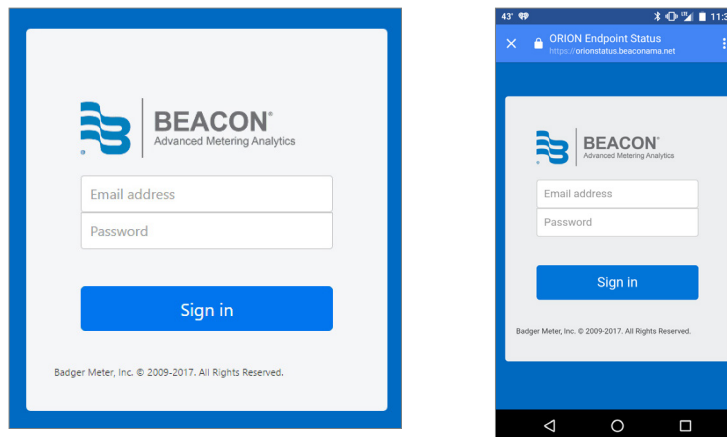 BEACON®
Advanced Metering Analytics
Email address
Password
Sign in
Badger Meter, Inc. © 2009-2017. All Rights Reserved.
43°
ORION Endpoint Status
https://orionstatus.beaconama.net
BEACON®
Advanced Metering Analytics
Email address
Password
Sign in
Badger Meter, Inc. © 2009-2017. All Rights Reserved.